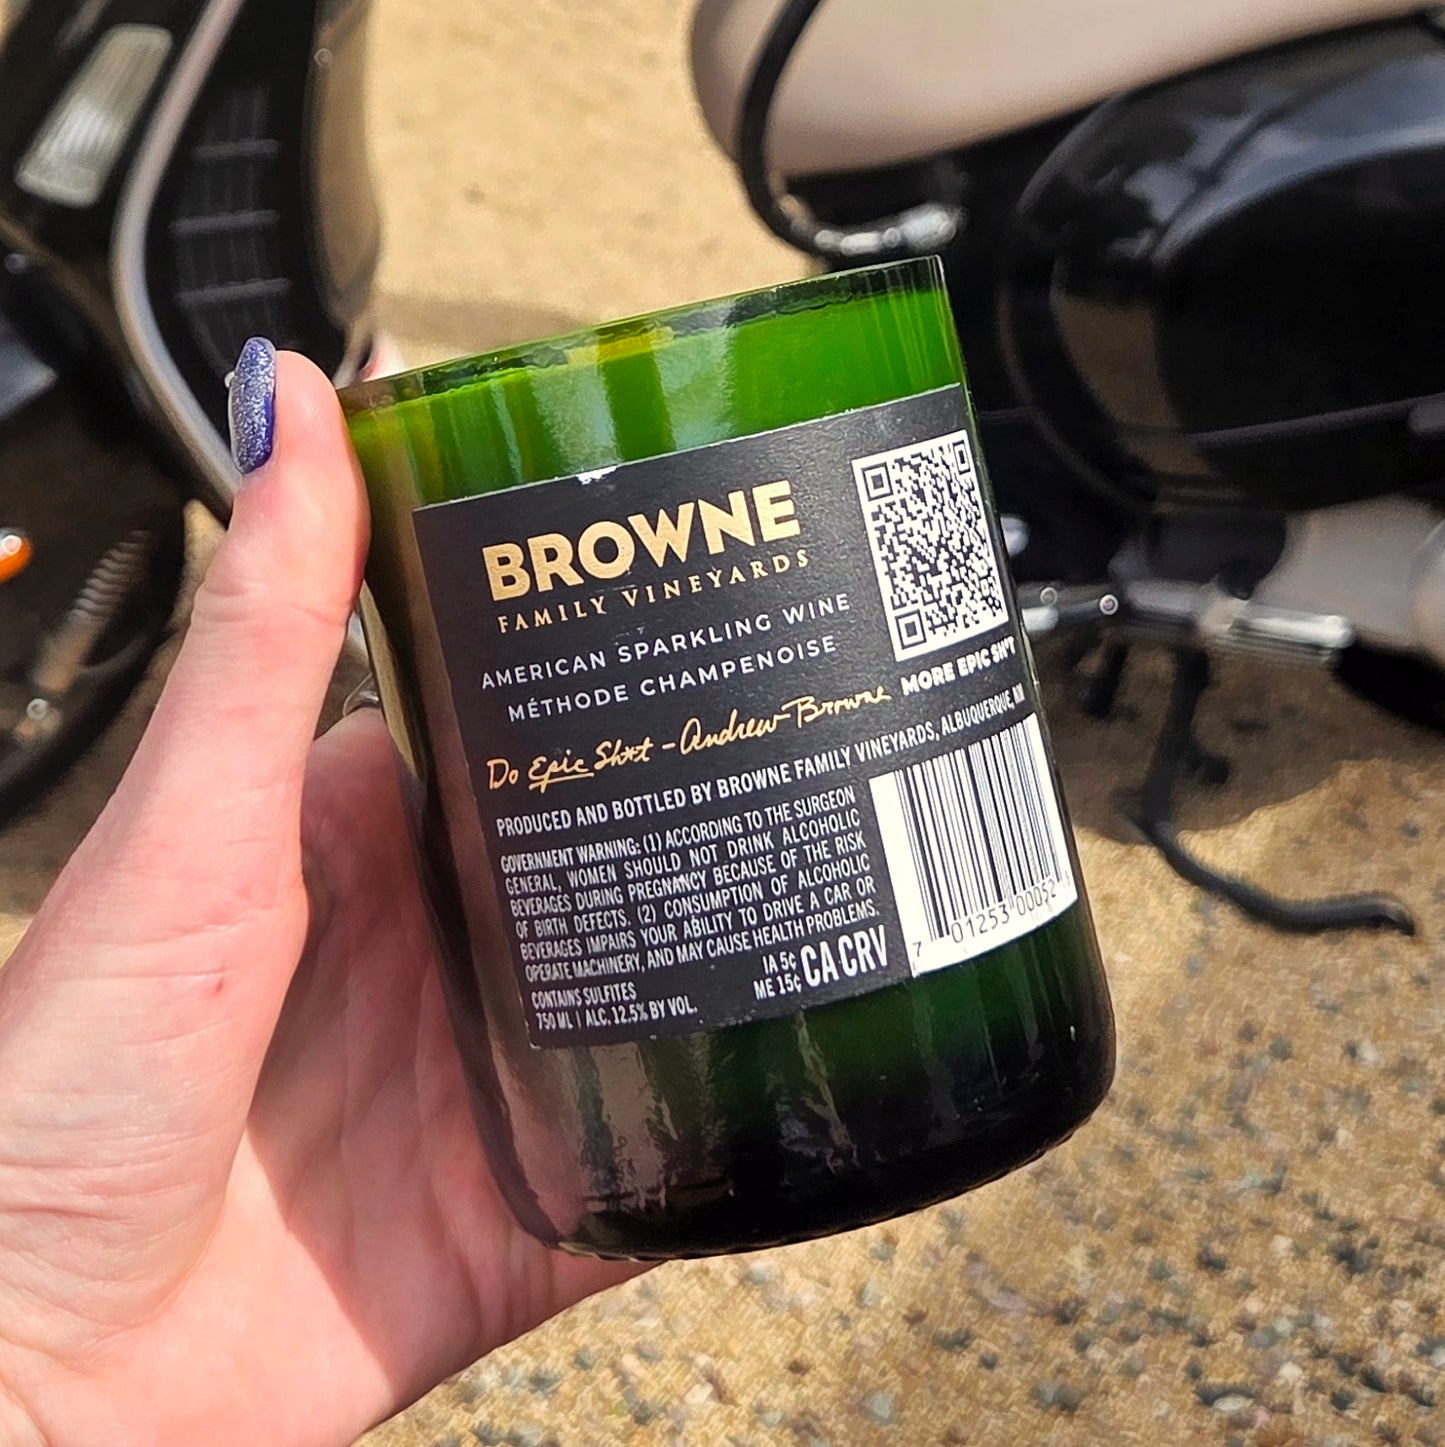 BROWNE
FAMILY VINEYARDS
AMERICAN SPARKLING WINE
MÉTHODE CHAMPENOISE
Do Epic Sh*t - Andrew Browne
MORE EPIC SH*T
PRODUCED AND BOTTLED BY BROWNE FAMILY VINEYARDS, ALBUQUERQUE, NM
GOVERNMENT WARNING: (1) ACCORDING TO THE SURGEON
GENERAL, WOMEN SHOULD NOT DRINK ALCOHOLIC
BEVERAGES DURING PREGNANCY BECAUSE OF THE RISK
OF BIRTH DEFECTS. (2) CONSUMPTION OF ALCOHOLIC
BEVERAGES IMPAIRS YOUR ABILITY TO DRIVE A CAR OR
OPERATE MACHINERY, AND MAY CAUSE HEALTH PROBLEMS.
IA 5¢
ME 15¢
CA CRV
CONTAINS SULFITES
750 ML | ALC. 12.5% BY VOL.
7 01253 00052